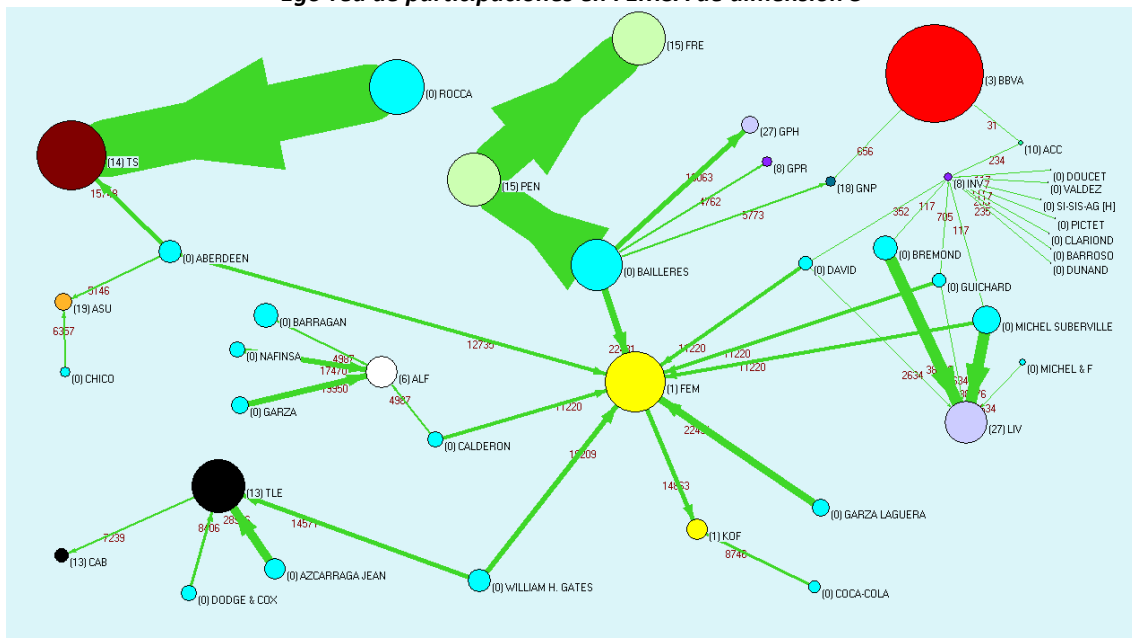 Ego red de participaciones en FEMSA de dimensión
(15) FRE
(0) ROCCA
(3) BBVA
(27) GPH
31
(10) ACC
656
234
(14) TS
(8) GPR
(15) PEN
4762
(18) GNP
(8) INV
(0) DOUCET
(0) VALDEZ
(0) SI-SIS-AG [H]
(0) PICTET
(0) CLARIOND
(0) BARROSO
(0) DUNAND
5773
352
117
705
235
117
(0) ABERDEEN
(0) BREMOND
(0) BAILLERES
(0) DAVID
(0) GUICHARD
5146
(19) ASU
6357
(0) BARRAGAN
(0) MICHEL SUBERVILLE
12735
11220
11220
11220
(0) NAFINSA
4987
17470
13950
(6) ALF
2634
(0) MICHEL & F
(0) CHICO
(1) FEM
(0) GARZA
4987
11220
(27) LIV
(0) CALDERON
19209
14863
(13) TLE
14571
8406
7239
(0) GARZA LAGUERA
(1) KOF
8746
(13) CAB
(0) AZCARRAGA JEAN
(0) WILLIAM H. GATES
(0) COCA-COLA
(0) DODGE & COX